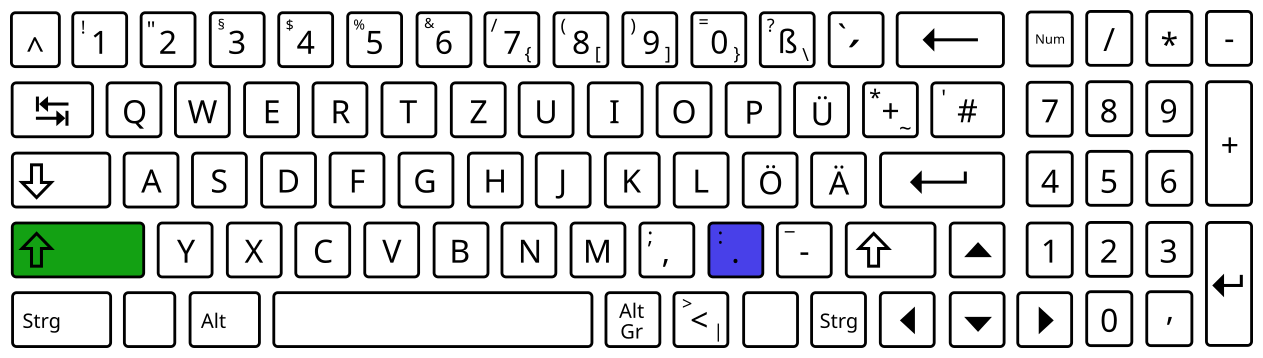 ^ ! 1 " 2 § 3 $ 4 % 5 & 6 / 7 { ( 8 [ ) 9 ] = 0 } ? ß \ ` ´ Num / * -
Q W E R T Z U I O P Ü * + ~ ' # 7 8 9 +
A S D F G H J K L Ö Ä 4 5 6
Y X C V B N M ; , : . _ - 1 2 3
Strg Alt Alt Gr > < | Strg 0 ,